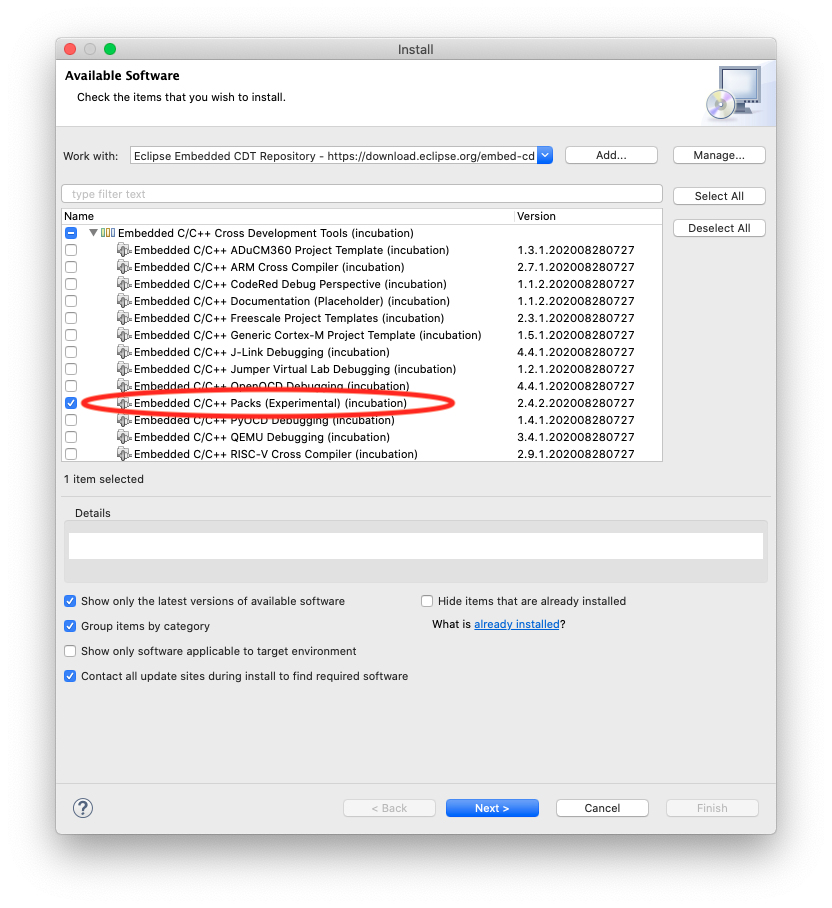 Install
Available Software
Check the items that you wish to install.
Work with: Eclipse Embedded CDT Repository - https://download.eclipse.org/embed-cd Add... Manage...
type filter text Select All
Name Version Deselect All
Embedded C/C++ Cross Development Tools (incubation)
Embedded C/C++ ADuCM360 Project Template (incubation) 1.3.1.202008280727
Embedded C/C++ ARM Cross Compiler (incubation) 2.7.1.202008280727
Embedded C/C++ CodeRed Debug Perspective (incubation) 1.1.2.202008280727
Embedded C/C++ Documentation (Placeholder) (incubation) 1.1.2.202008280727
Embedded C/C++ Freescale Project Templates (incubation) 2.3.1.202008280727
Embedded C/C++ Generic Cortex-M Project Template (incubation) 1.5.1.202008280727
Embedded C/C++ J-Link Debugging (incubation) 4.4.1.202008280727
Embedded C/C++ Jumper Virtual Lab Debugging (incubation) 1.2.1.202008280727
Embedded C/C++ OpenOCD Debugging (incubation) 4.4.1.202008280727
Embedded C/C++ Packs (Experimental) (incubation) 2.4.2.202008280727
Embedded C/C++ PyOCD Debugging (incubation) 1.4.1.202008280727
Embedded C/C++ QEMU Debugging (incubation) 3.4.1.202008280727
Embedded C/C++ RISC-V Cross Compiler (incubation) 2.9.1.202008280727
1 item selected
Details
Show only the latest versions of available software Hide items that are already installed
Group items by category What is already installed?
Show only software applicable to target environment
Contact all update sites during install to find required software
? < Back Next > Cancel Finish